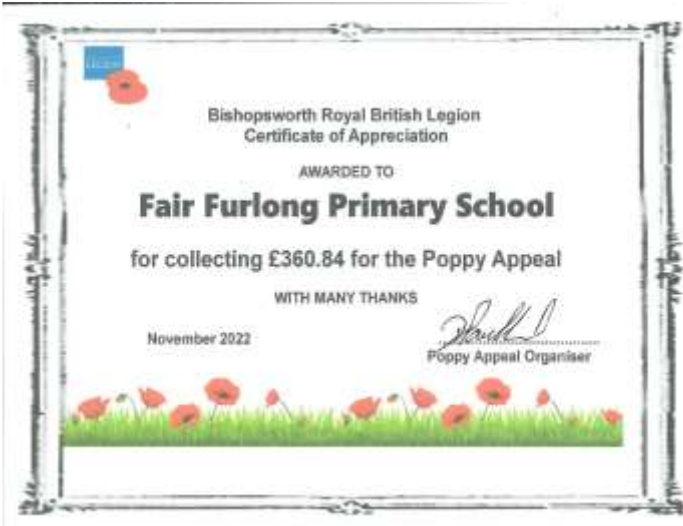 Bishopsworth Royal British Legion
Certificate of Appreciation
AWARDED TO
Fair Furlong Primary School
for collecting £360.84 for the Poppy Appeal
WITH MANY THANKS
November 2022
Poppy Appeal Organiser